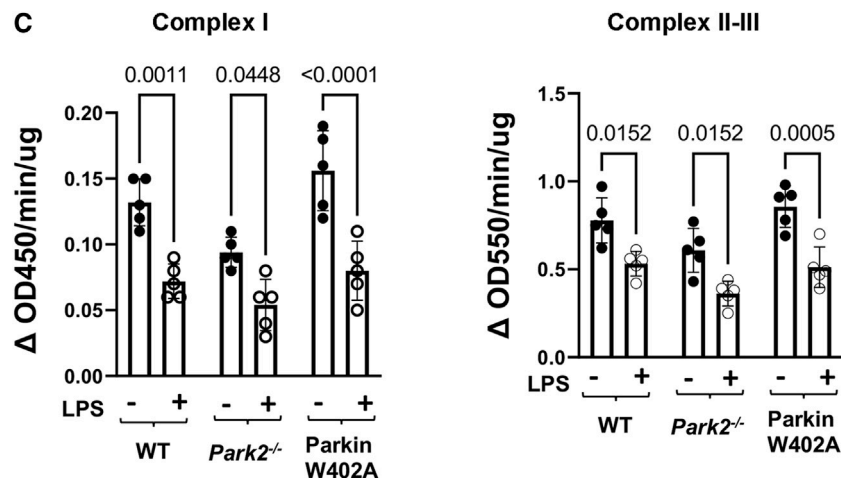 C
Complex I
0.0011 0.0448 <0.0001
Δ OD450/min/ug
0.20
0.15
0.10
0.05
0.00
LPS - + - + - +
WT Park2-/- Parkin
W402A
Complex II-III
0.0152 0.0152 0.0005
Δ OD550/min/ug
1.5
1.0
0.5
0.0
LPS - + - + - +
WT Park2-/- Parkin
W402A